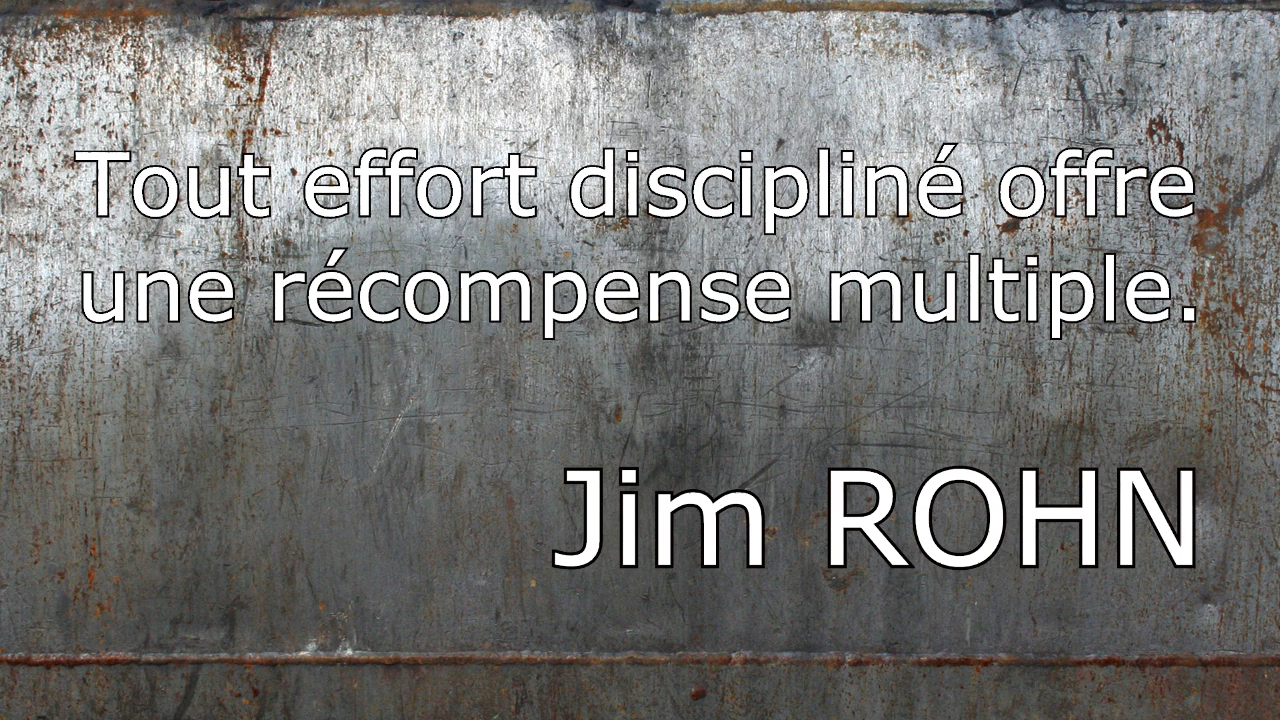 Tout effort discipliné offre
une récompense multiple.
Jim ROHN